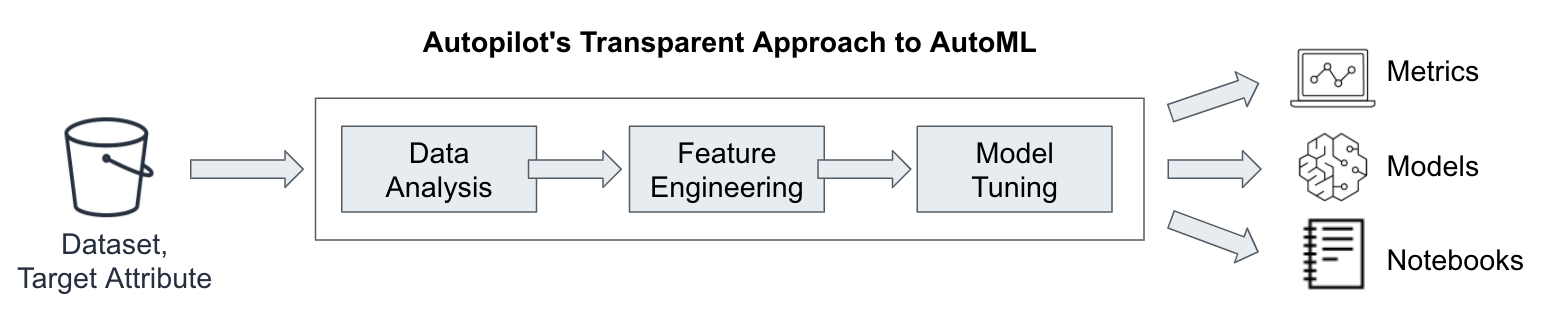 Autopilot's Transparent Approach to AutoML
Dataset,
Target Attribute
Data
Analysis
Feature
Engineering
Model
Tuning
Metrics
Models
Notebooks